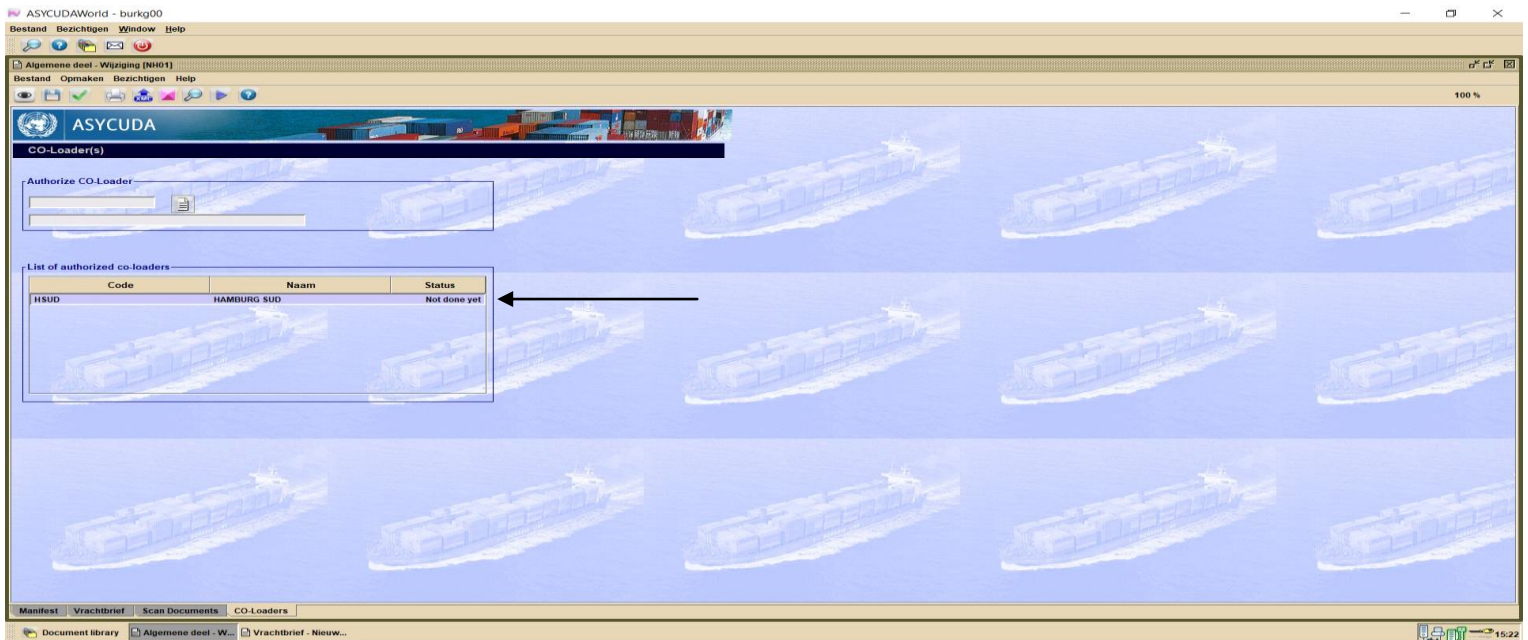 ASYCUDAWorld - burkg00
Bestand Bezichtigen Window Help
Algemene deel - Wijziging [NH01]
Bestand Opmaken Bezichtigen Help
100 %
ASYCUDA
CO-Loader(s)
Authorize CO-Loader
List of authorized co-loaders
Code Naam Status
HSUD HAMBURG SUD Not done yet
Manifest Vrachtbrief Scan Documents CO-Loaders
Document library Algemene deel - W... Vrachtbrief - Nieuw...
15:22